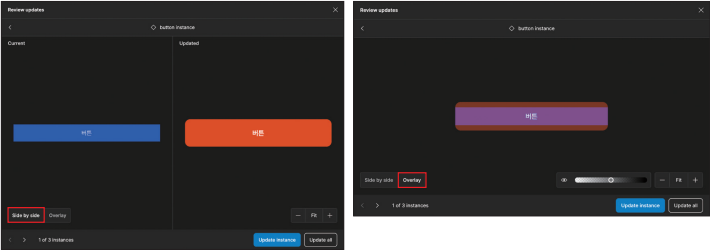 Review updates
button instance
Current
Updated
버튼
버튼
Side by side
Overlay
Fit
1 of 3 instances
Update instance
Update all
Review updates
button instance
버튼
Side by side
Overlay
Fit
1 of 3 instances
Update instance
Update all